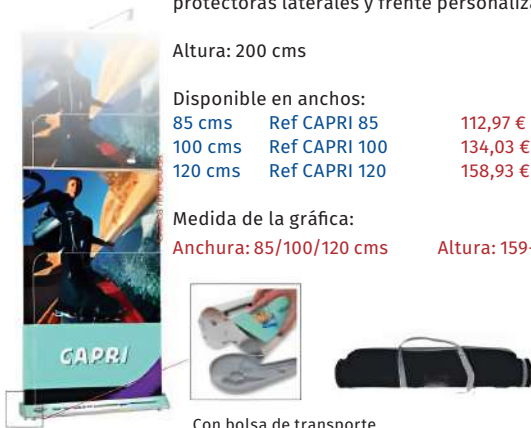 protectoras laterales y frente
Altura: 200 cms
Disponible en anchos:
85 cms Ref CAPRI 85 112,97 €
100 cms Ref CAPRI 100 134,03 €
120 cms Ref CAPRI 120 158,93 €
Medida de la gráfica:
Anchura: 85/100/120 cms Altura: 159-
CAPRI
Con bolsa de transporte